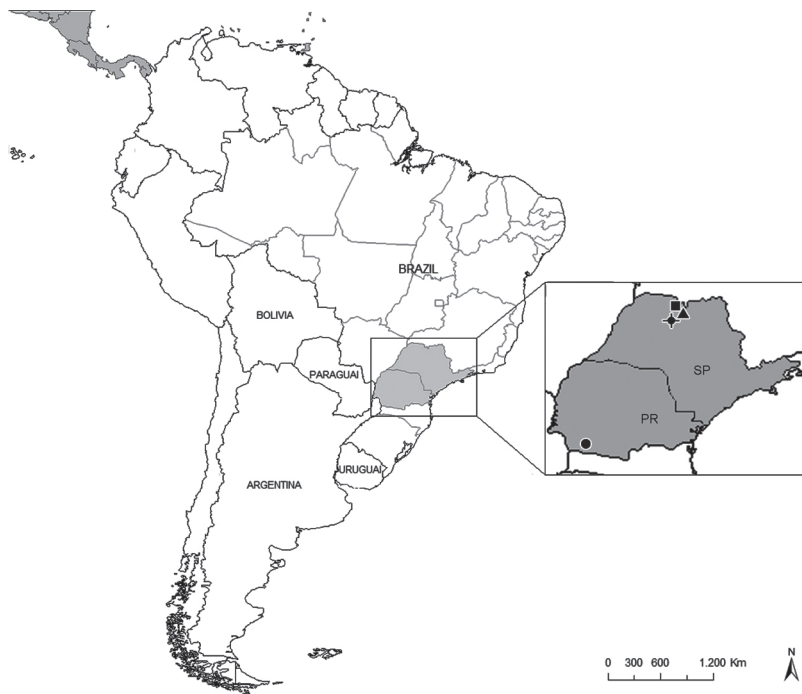 BRAZIL
BOLIVIA
PARAGUAI
SP
PR
URUGUAI
ARGENTINA
N
0 300 600 1.200 Km